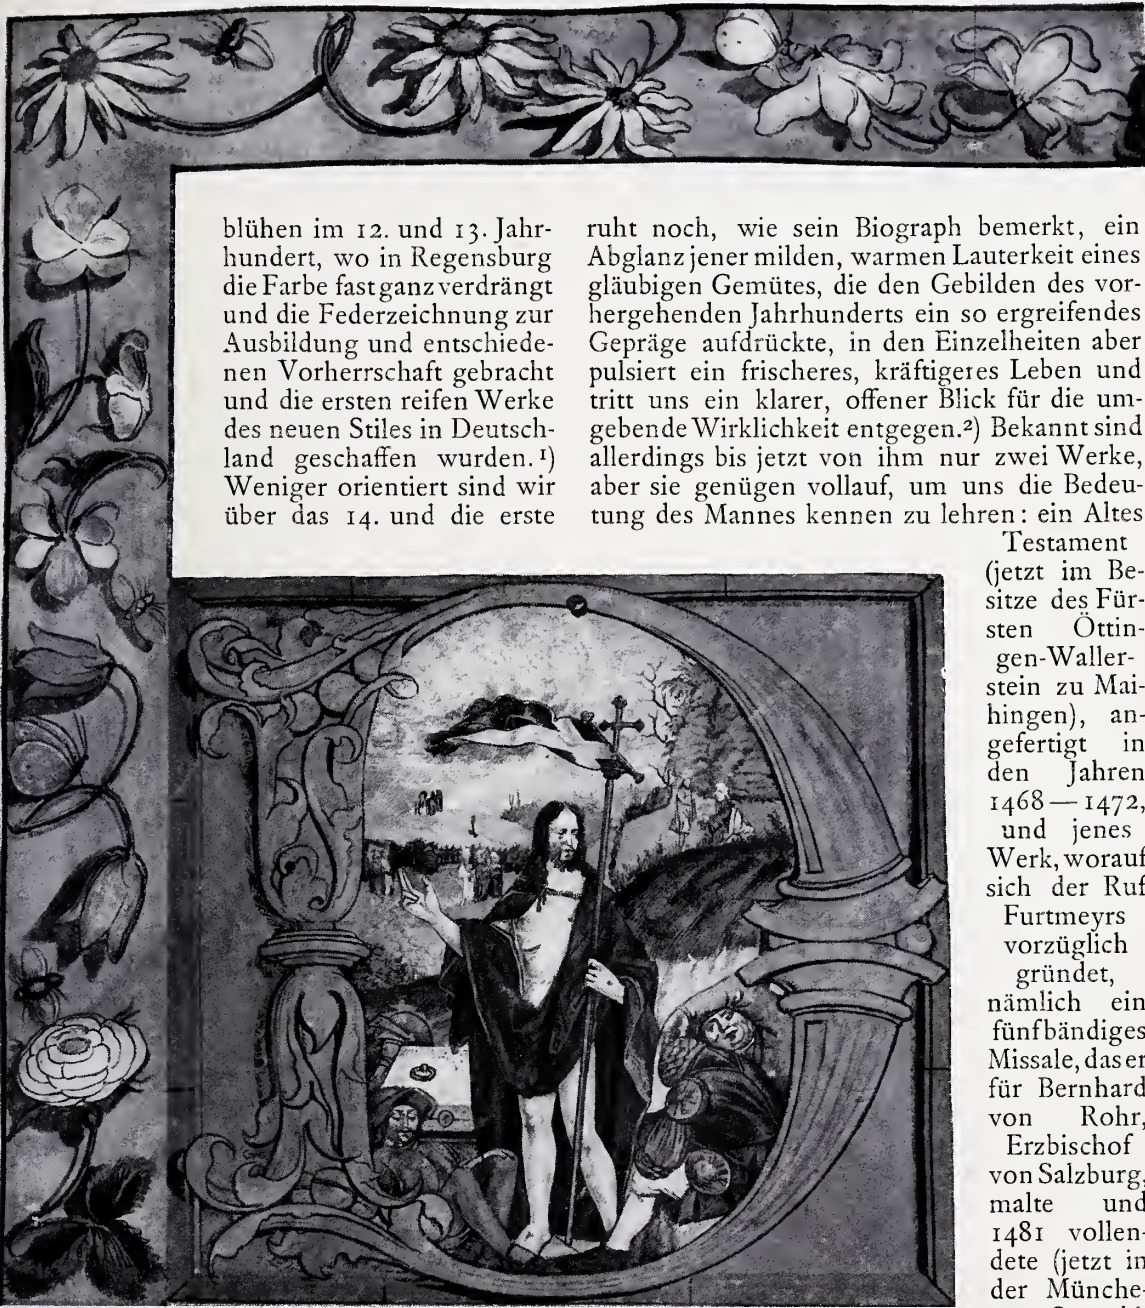 blühen im 12. und 13. Jahr-
hundert, wo in Regensburg
die Farbe fast ganz verdrängt
und die Federzeichnung zur
Ausbildung und entschiede-
nen Vorherrschaft gebracht
und die ersten reifen Werke
des neuen Stiles in Deutsch-
land geschaffen wurden.¹)
Weniger orientiert sind wir
über das 14. und die erste
ruht noch, wie sein Biograph bemerkt, ein
Abglanz jener milden, warmen Lauterkeit eines
gläubigen Gemütes, die den Gebilden des vor-
hergehenden Jahrhunderts ein so ergreifendes
Gepräge aufdrückte, in den Einzelheiten aber
pulsiert ein frischeres, kräftigeres Leben und
tritt uns ein klarer, offener Blick für die um-
gebende Wirklichkeit entgegen.²) Bekannt sind
allerdings bis jetzt von ihm nur zwei Werke,
aber sie genügen vollauf, um uns die Bedeu-
tung des Mannes kennen zu lehren: ein Altes
Testament
(jetzt im Be-
sitze des Für-
sten Öttin-
gen-Waller-
stein zu Mai-
hingen), an-
gefertigt in
den Jahren
1468—1472,
und jenes
Werk, worauf
sich der Ruf
Furtmeyrs
vorzüglich
gründet,
nämlich ein
fünfbändiges
Missale, das er
für Bernhard
von Rohr,
Erzbischof
von Salzburg,
malte und
1481 vollen-
dete (jetzt in
der Münche-